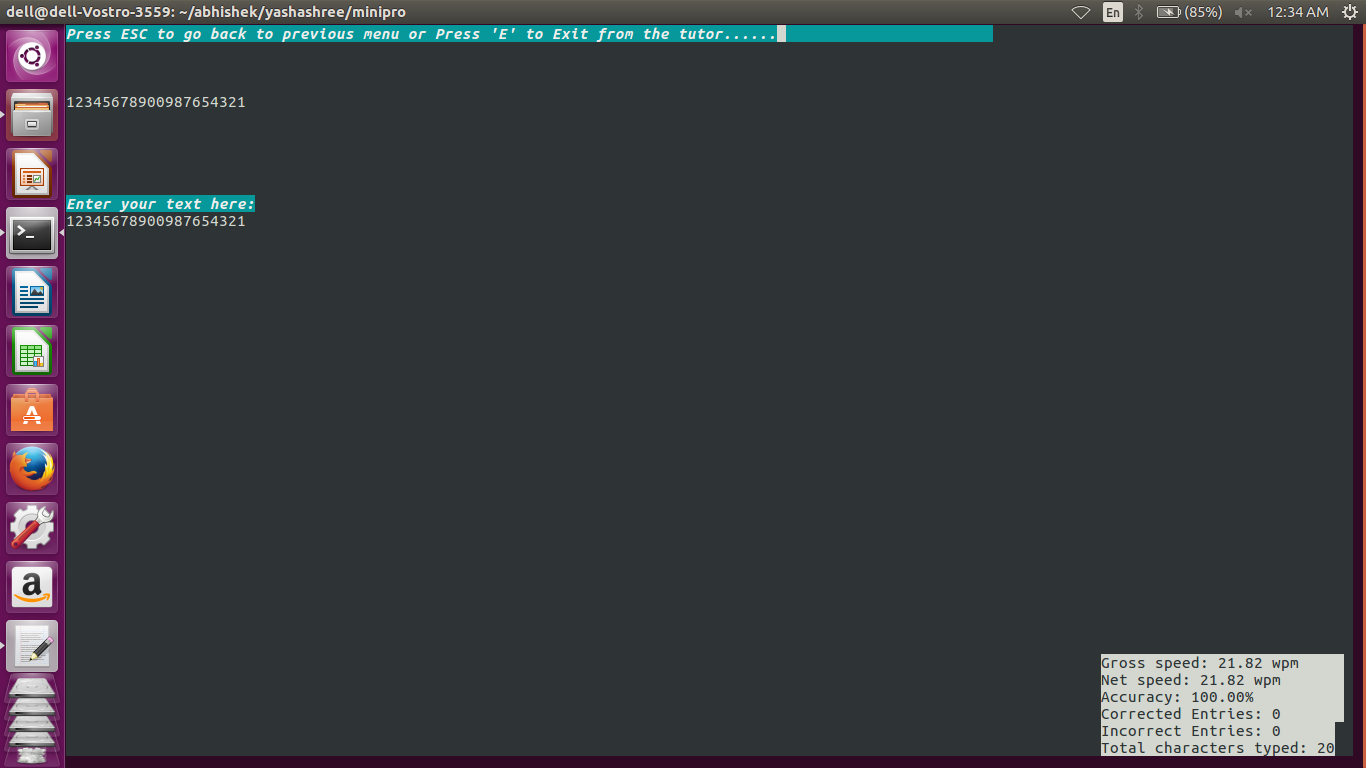 dell@dell-Vostro-3559: ~/abhishek/yashashree/minipro
En
(85%)
12:34 AM
Press ESC to go back to previous menu or Press 'E' to Exit from the tutor......
12345678900987654321
Enter your text here:
12345678900987654321
Gross speed: 21.82 wpm
Net speed: 21.82 wpm
Accuracy: 100.00%
Corrected Entries: 0
Incorrect Entries: 0
Total characters typed: 20